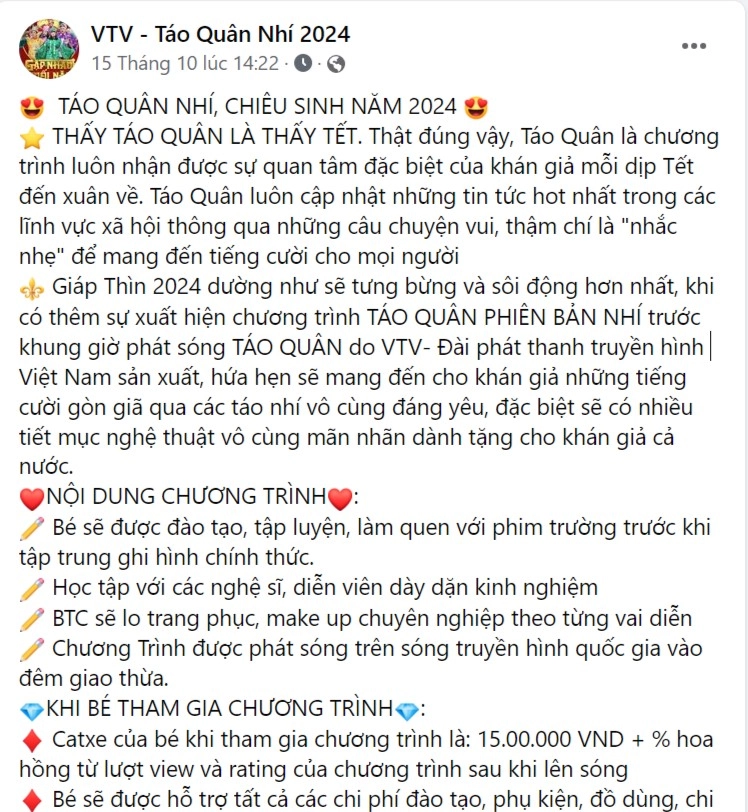 VTV - Táo Quân Nhí 2024
15 Tháng 10 lúc 14:22 ·
TÁO QUÂN NHÍ, CHIÊU SINH NĂM 2024
THẤY TÁO QUÂN LÀ THẤY TẾT. Thật đúng vậy, Táo Quân là chương
trình luôn nhận được sự quan tâm đặc biệt của khán giả mỗi dịp Tết
đến xuân về. Táo Quân luôn cập nhật những tin tức hot nhất trong các
lĩnh vực xã hội thông qua những câu chuyện vui, thậm chí là "nhắc
nhẹ" để mang đến tiếng cười cho mọi người
Giáp Thìn 2024 dường như sẽ tưng bừng và sôi động hơn nhất, khi
có thêm sự xuất hiện chương trình TÁO QUÂN PHIÊN BẢN NHÍ trước
khung giờ phát sóng TÁO QUÂN do VTV- Đài phát thanh truyền hình
Việt Nam sản xuất, hứa hẹn sẽ mang đến cho khán giả những tiếng
cười gòn giã qua các táo nhí vô cùng đáng yêu, đặc biệt sẽ có nhiều
tiết mục nghệ thuật vô cùng mãn nhãn dành tặng cho khán giả cả
nước.
NỘI DUNG CHƯƠNG TRÌNH:
Bé sẽ được đào tạo, tập luyện, làm quen với phim trường trước khi
tập trung ghi hình chính thức.
Học tập với các nghệ sĩ, diễn viên dày dặn kinh nghiệm
BTC sẽ lo trang phục, make up chuyên nghiệp theo từng vai diễn
Chương Trình được phát sóng trên sóng truyền hình quốc gia vào
đêm giao thừa.
KHI BÉ THAM GIA CHƯƠNG TRÌNH:
Catxe của bé khi tham gia chương trình là: 15.00.000 VND + % hoa
hồng từ lượt view và rating của chương trình sau khi lên sóng
Bé sẽ được hỗ trợ tất cả các chi phí đào tạo, phụ kiện, đồ dùng, chi